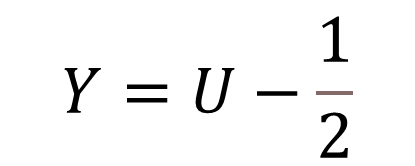 Y = U − 1/2